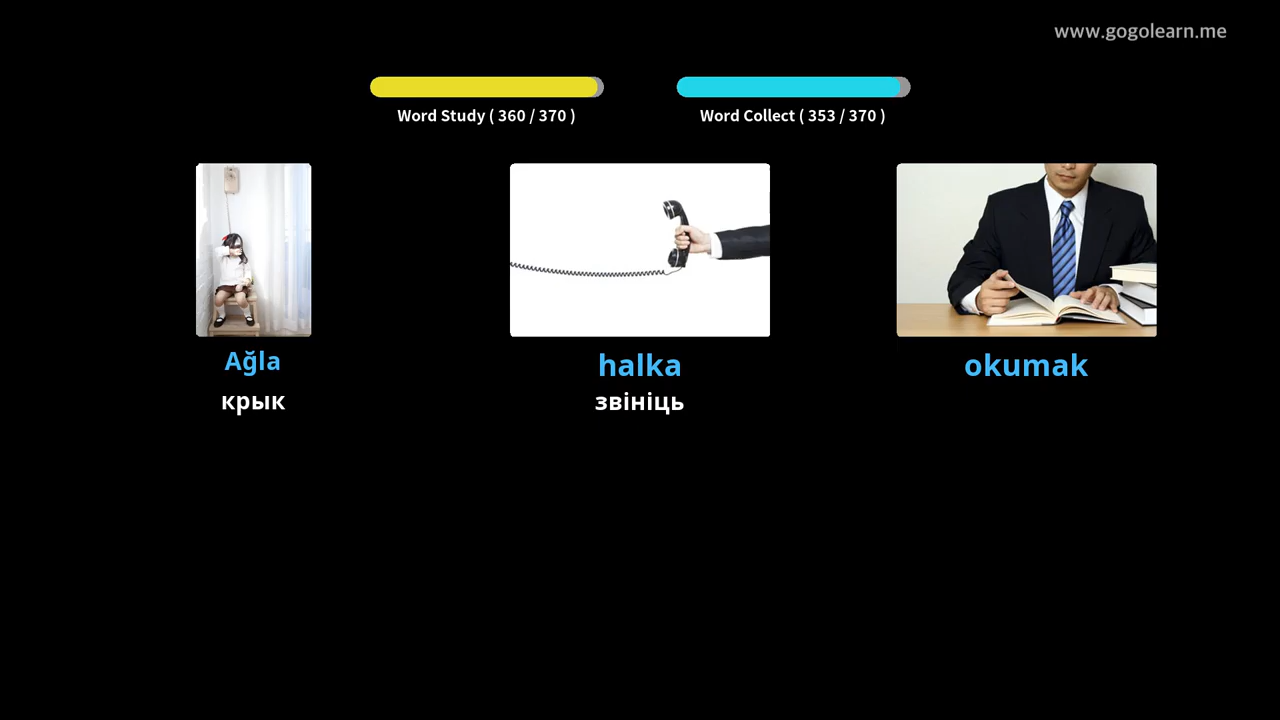 www.gogolearn.me
Word Study ( 360 / 370 )
Word Collect ( 353 / 370 )
Ağla
крык
halka
звініць
okumak